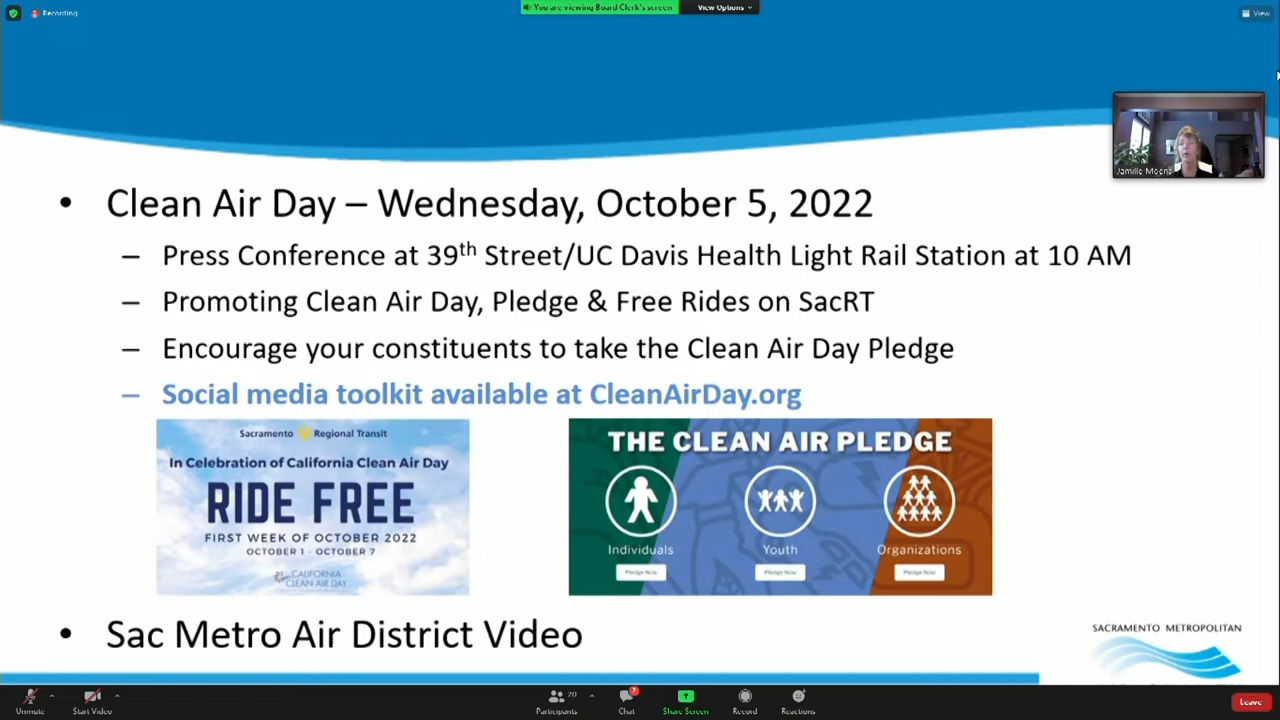 Recording
You are viewing Board Clerk's screen
View Options
View
Jamille Moens
• Clean Air Day – Wednesday, October 5, 2022
– Press Conference at 39th Street/UC Davis Health Light Rail Station at 10 AM
– Promoting Clean Air Day, Pledge & Free Rides on SacRT
– Encourage your constituents to take the Clean Air Day Pledge
– Social media toolkit available at CleanAirDay.org
Sacramento Regional Transit
In Celebration of California Clean Air Day
RIDE FREE
FIRST WEEK OF OCTOBER 2022
OCTOBER 1 - OCTOBER 7
CALIFORNIA
CLEAN AIR DAY
THE CLEAN AIR PLEDGE
Individuals Youth Organizations
Pledge Now Pledge Now Pledge Now
• Sac Metro Air District Video
SACRAMENTO METROPOLITAN
Unmute Start Video 20 Participants 7 Chat Share Screen Record Reactions Leave